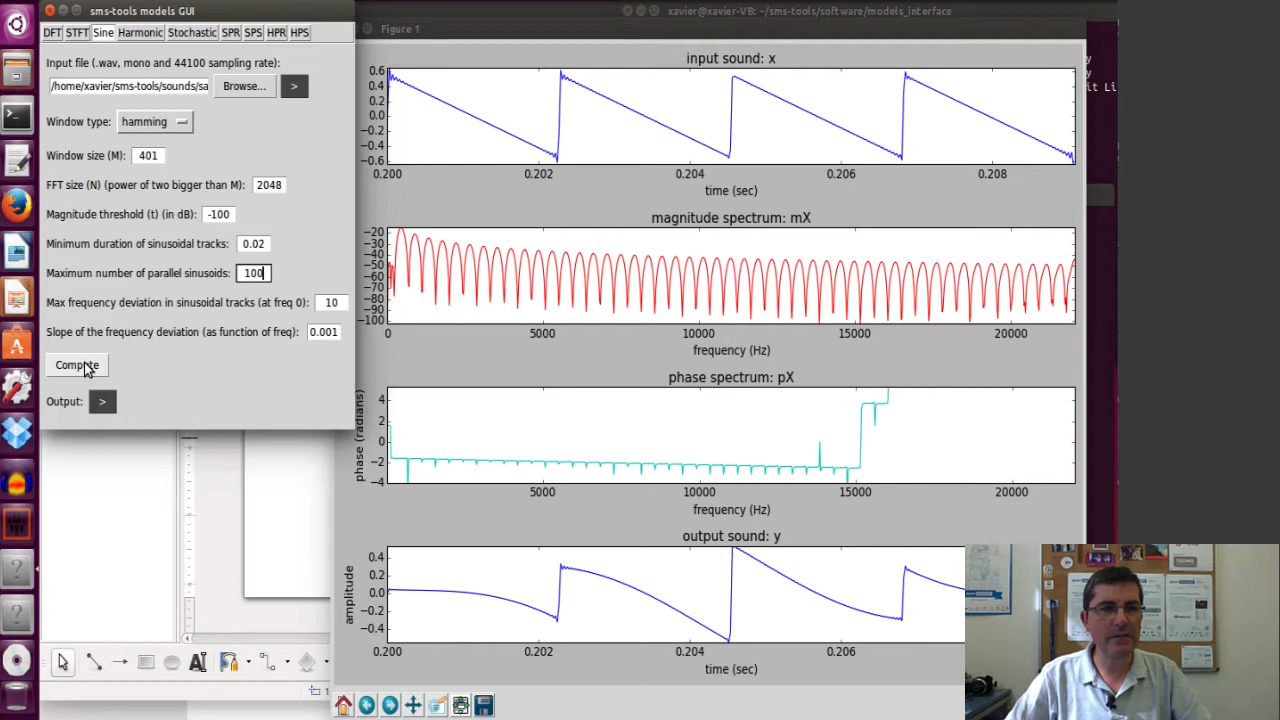 sms-tools models GUI
xavier@xavier-VB: ~/sms-tools/software/models_interface
DFT STFT Sine Harmonic Stochastic SPR SPS HPR HPS
Figure 1
Input file (.wav, mono and 44100 sampling rate):
/home/xavier/sms-tools/sounds/sa Browse... >
Window type: hamming
Window size (M): 401
FFT size (N) (power of two bigger than M): 2048
Magnitude threshold (t) (in dB): -100
Minimum duration of sinusoidal tracks: 0.02
Maximum number of parallel sinusoids: 100
Max frequency deviation in sinusoidal tracks (at freq 0): 10
Slope of the frequency deviation (as function of freq): 0.001
Compute
Output: >
input sound: x
0.6
0.4
0.2
0.0
−0.2
−0.4
−0.6
0.200 0.202 0.204 0.206 0.208
time (sec)
magnitude spectrum: mX
−20
−30
−40
−50
−60
−70
−80
−90
−100
0 5000 10000 15000 20000
frequency (Hz)
phase spectrum: pX
phase (radians)
4
2
0
−2
−4
5000 10000 15000 20000
frequency (Hz)
output sound: y
amplitude
0.4
0.2
0.0
−0.2
−0.4
0.200 0.202 0.204 0.206
time (sec)
y
y
it Li